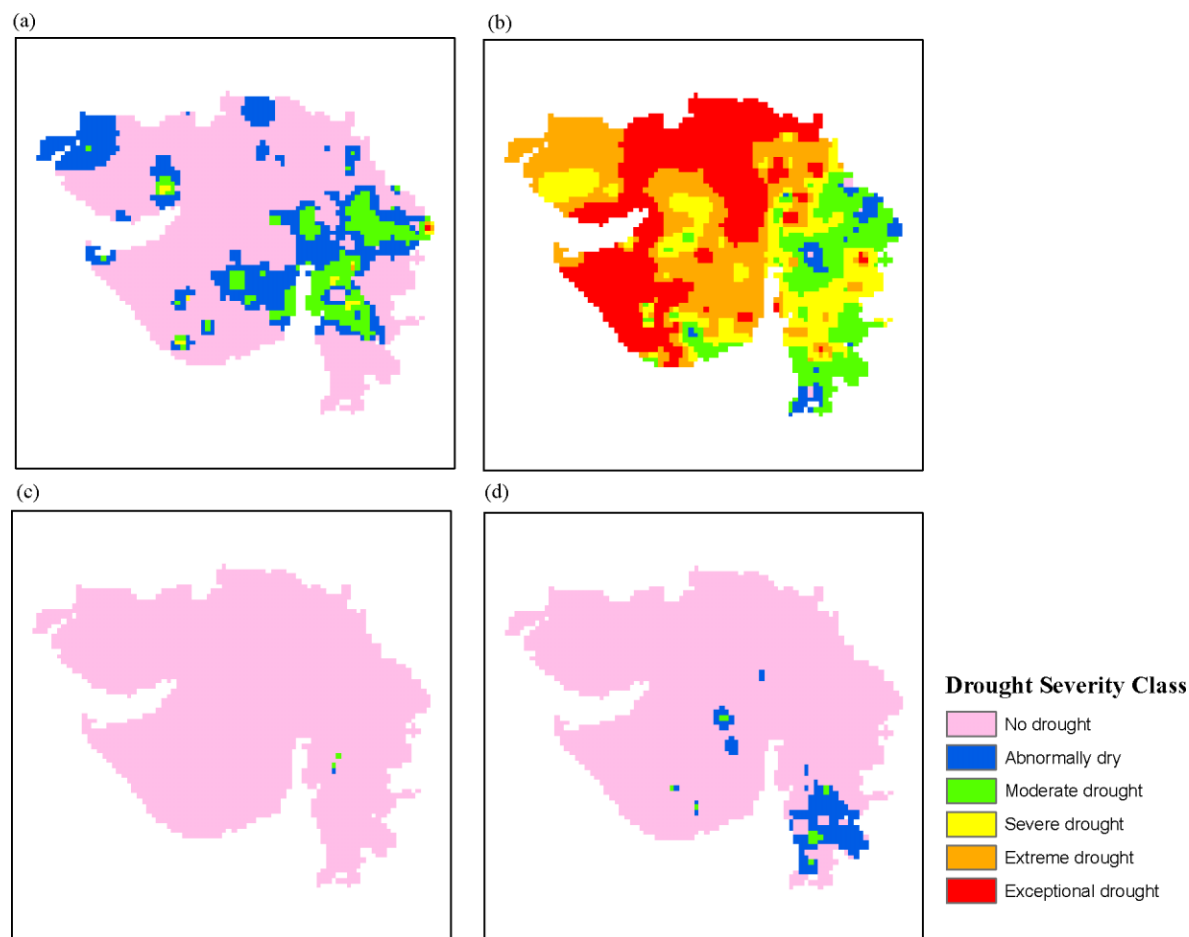 (a)
(b)
(c)
(d)
Drought Severity Class
No drought
Abnormally dry
Moderate drought
Severe drought
Extreme drought
Exceptional drought